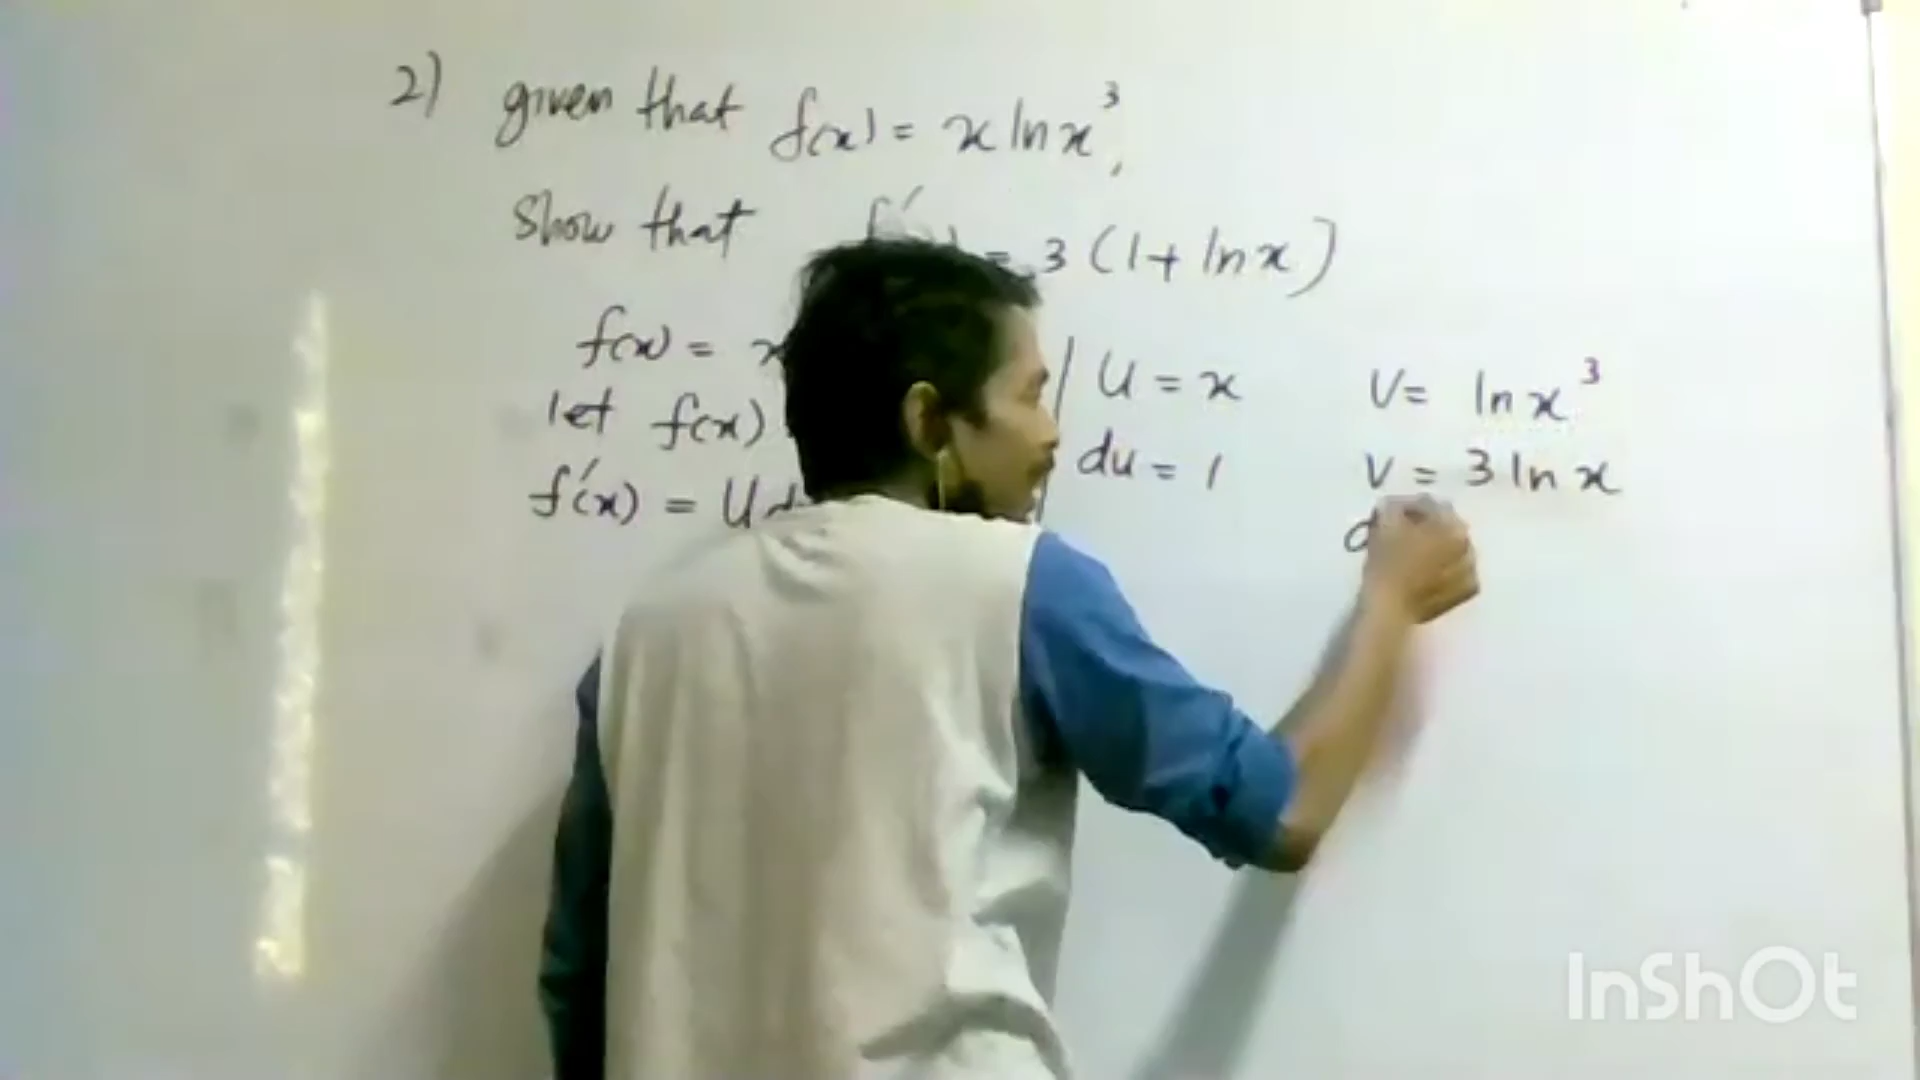 2) given that f(x) = x ln x³,
show that = 3 (1 + ln x)
f(x) = x
let f(x)
f'(x) = U
U = x
du = 1
V = ln x³
V = 3 ln x
d
InShOt